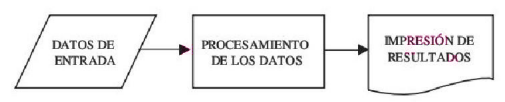 DATOS DE
ENTRADA
PROCESAMIENTO
DE LOS DATOS
IMPRESIÓN DE
RESULTADOS